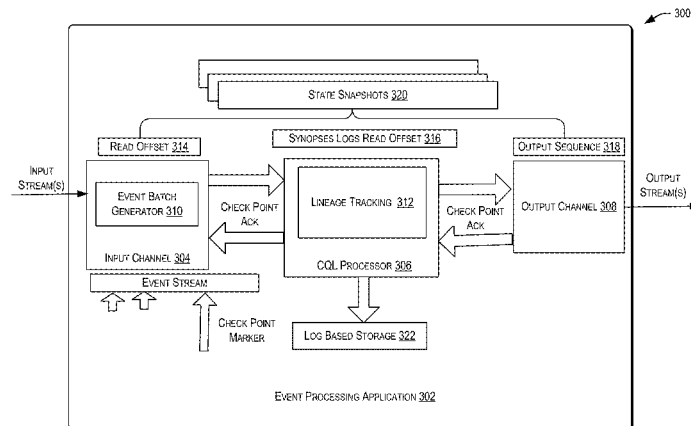 300
STATE SNAPSHOTS 320
READ OFFSET 314
SYNOPSES LOGS READ OFFSET 316
OUTPUT SEQUENCE 318
INPUT
STREAM(S)
EVENT BATCH
GENERATOR 310
CHECK POINT
ACK
LINEAGE TRACKING 312
CHECK POINT
ACK
OUTPUT CHANNEL 308
OUTPUT
STREAM(S)
INPUT CHANNEL 304
CQL PROCESSOR 306
EVENT STREAM
CHECK POINT
MARKER
LOG BASED STORAGE 322
EVENT PROCESSING APPLICATION 302